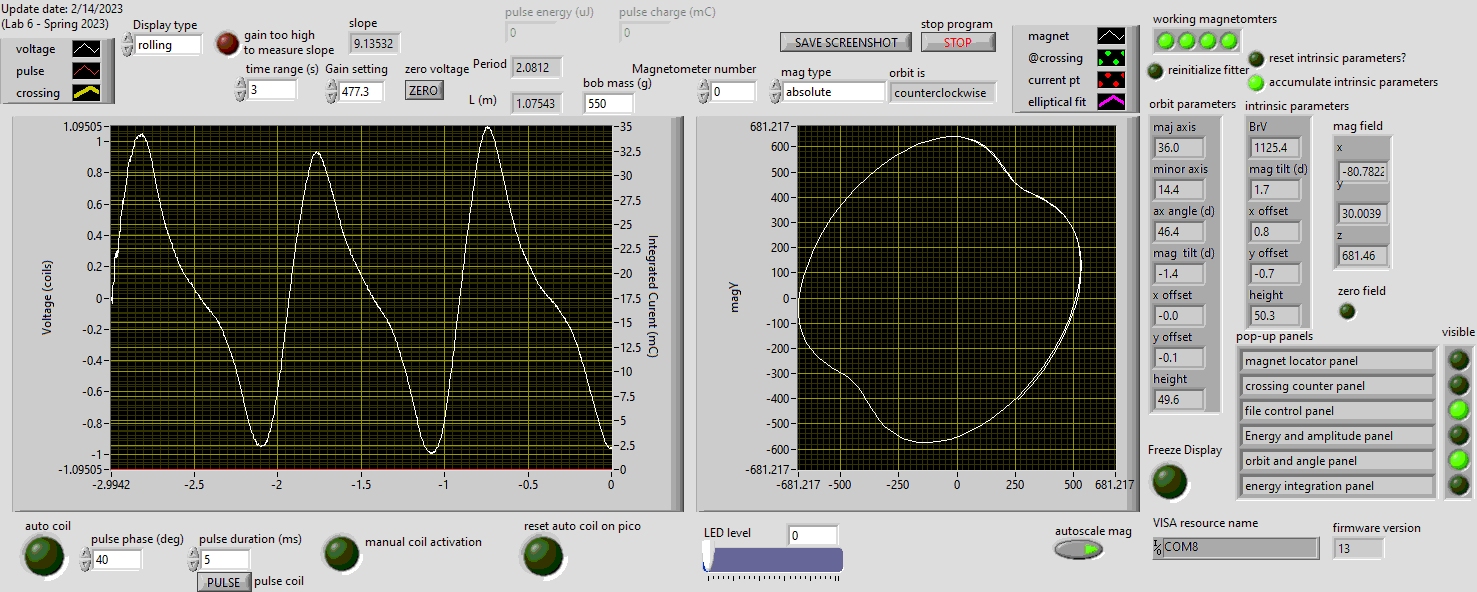 Update date: 2/14/2023
(Lab 6 - Spring 2023)
voltage
pulse
crossing
Display type
rolling
gain too high
to measure slope
slope
9.13532
time range (s)
3
Gain setting
477.3
zero voltage
ZERO
pulse energy (uJ)
0
pulse charge (mC)
0
Period
2.0812
L (m)
1.07543
bob mass (g)
550
Magnetometer number
0
SAVE SCREENSHOT
stop program
STOP
mag type
absolute
orbit is
counterclockwise
magnet
@crossing
current pt
elliptical fit
working magnetomters
reinitialize fitter
reset intrinsic parameters?
accumulate intrinsic parameters
orbit parameters
maj axis
36.0
minor axis
14.4
ax angle (d)
46.4
mag tilt (d)
-1.4
x offset
-0.0
y offset
-0.1
height
49.6
intrinsic parameters
BrV
1125.4
mag tilt (d)
1.7
x offset
0.8
y offset
-0.7
height
50.3
mag field
x
-80.7822
y
30.0039
z
681.46
zero field
pop-up panels
visible
magnet locator panel
crossing counter panel
file control panel
Energy and amplitude panel
orbit and angle panel
energy integration panel
Freeze Display
Voltage (coils)
1.09505
1
0.8
0.6
0.4
0.2
0
-0.2
-0.4
-0.6
-0.8
-1
-1.09505
-2.9942
-2.5
-2
-1.5
-1
-0.5
0
35
32.5
30
27.5
25
22.5
20
17.5
15
12.5
10
7.5
5
2.5
0
Integrated Current (mC)
magY
681.217
600
500
400
300
200
100
0
-100
-200
-300
-400
-500
-600
-681.217
-681.217
-500
-250
0
250
500
681.217
auto coil
pulse phase (deg)
40
pulse duration (ms)
5
PULSE
pulse coil
manual coil activation
reset auto coil on pico
LED level
0
autoscale mag
VISA resource name
COM8
firmware version
13